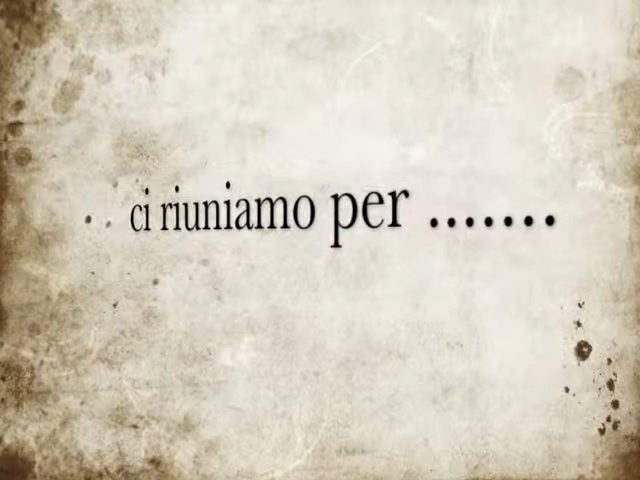 . . ci riuniamo per .......